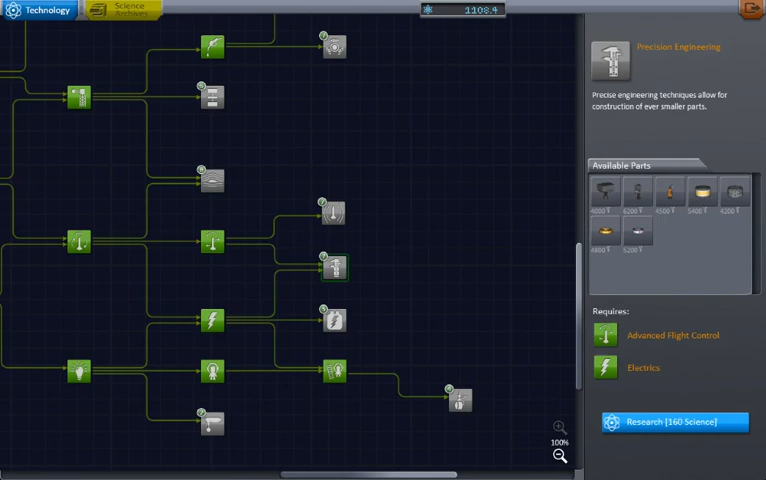 Technology
Science
Archives
1108.4
Precision Engineering
Precise engineering techniques allow for
construction of ever smaller parts.
Available Parts
4000
6200
4500
5400
4200
4800
5200
Requires:
Advanced Flight Control
Electrics
Research [160 Science]
100%